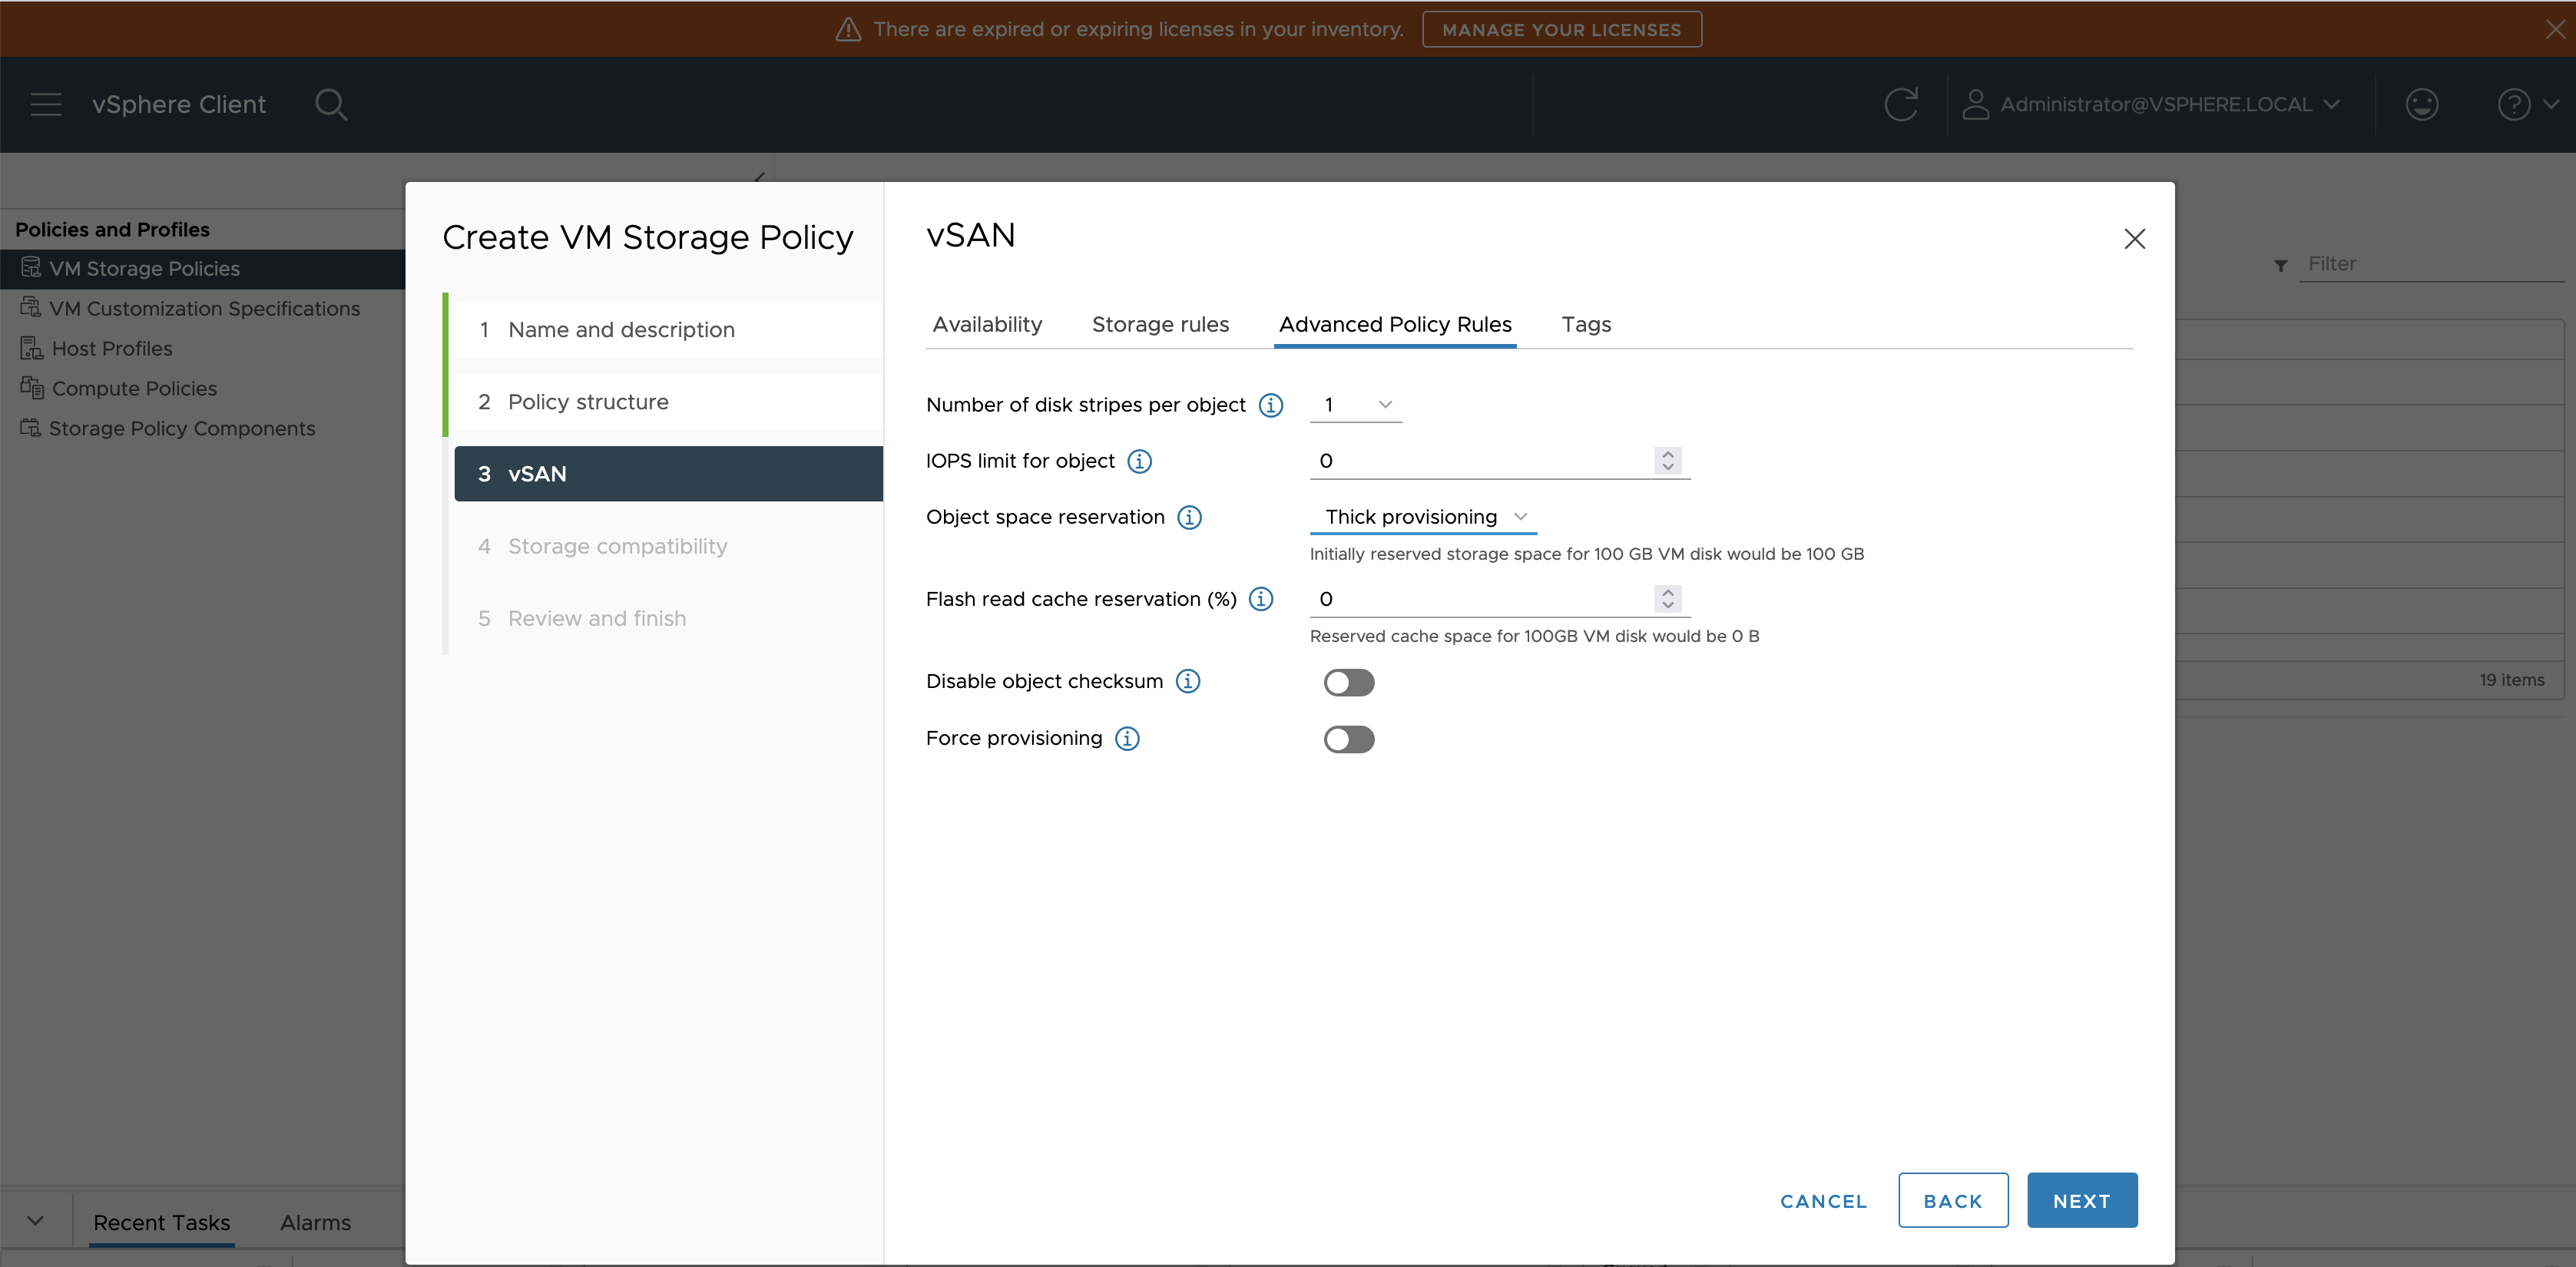 There are expired or expiring licenses in your inventory. MANAGE YOUR LICENSES
vSphere Client
Administrator@VSPHERE.LOCAL
Policies and Profiles
VM Storage Policies
VM Customization Specifications
Host Profiles
Compute Policies
Storage Policy Components
Create VM Storage Policy
1 Name and description
2 Policy structure
3 vSAN
4 Storage compatibility
5 Review and finish
vSAN
Availability Storage rules Advanced Policy Rules Tags
Number of disk stripes per object 1
IOPS limit for object 0
Object space reservation Thick provisioning
Initially reserved storage space for 100 GB VM disk would be 100 GB
Flash read cache reservation (%) 0
Reserved cache space for 100GB VM disk would be 0 B
Disable object checksum
Force provisioning
CANCEL BACK NEXT
Filter
19 items
Recent Tasks Alarms